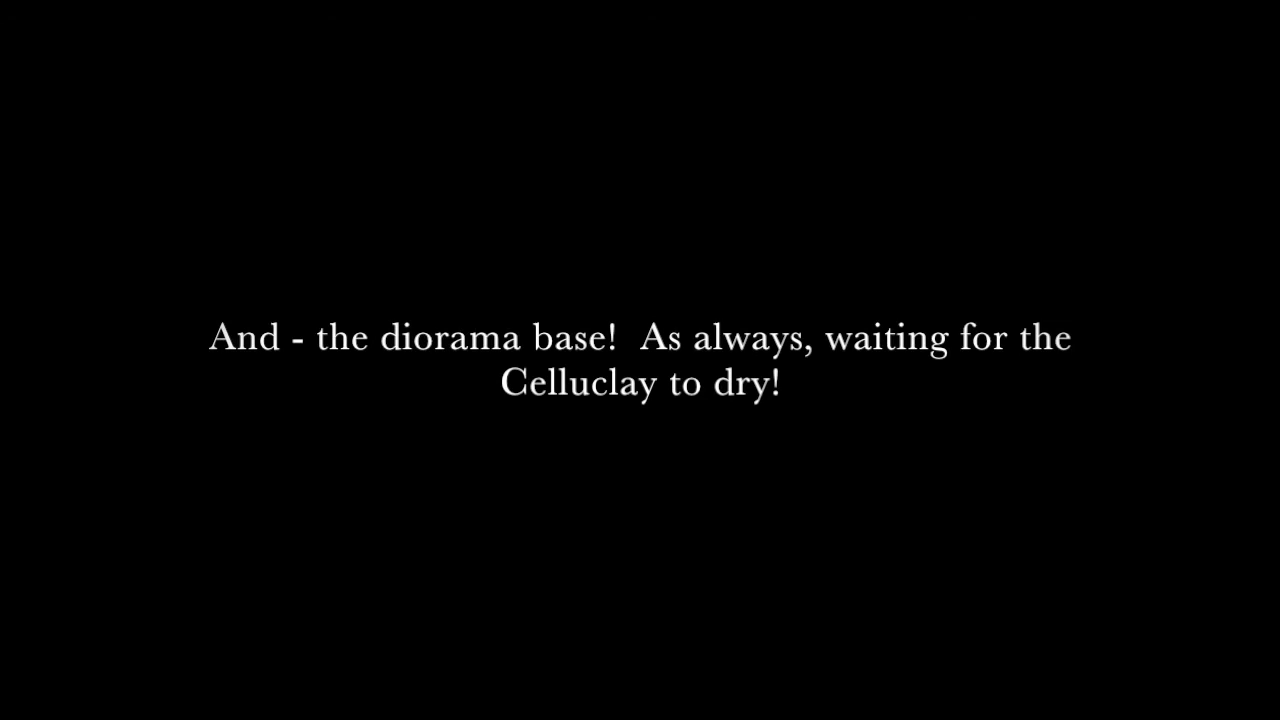 And - the diorama base!  As always, waiting for the
Celluclay to dry!